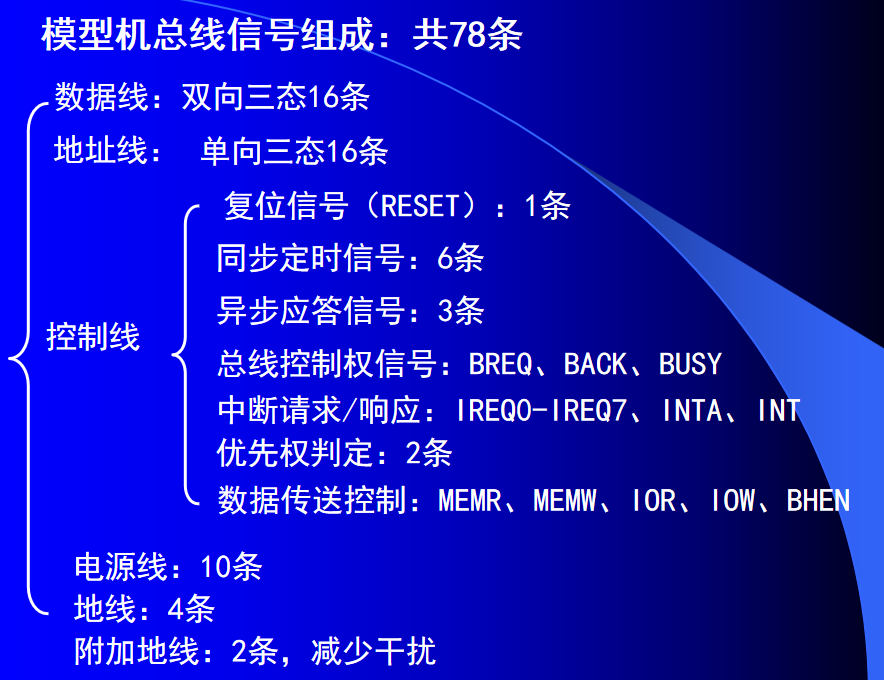 模型机总线信号组成：共78条
数据线：双向三态16条
地址线： 单向三态16条
控制线
复位信号（RESET）：1条
同步定时信号：6条
异步应答信号：3条
总线控制权信号：BREQ、BACK、BUSY
中断请求/响应：IREQ0-IREQ7、INTA、INT
优先权判定：2条
数据传送控制：MEMR、MEMW、IOR、IOW、BHEN
电源线：10条
地线：4条
附加地线：2条，减少干扰